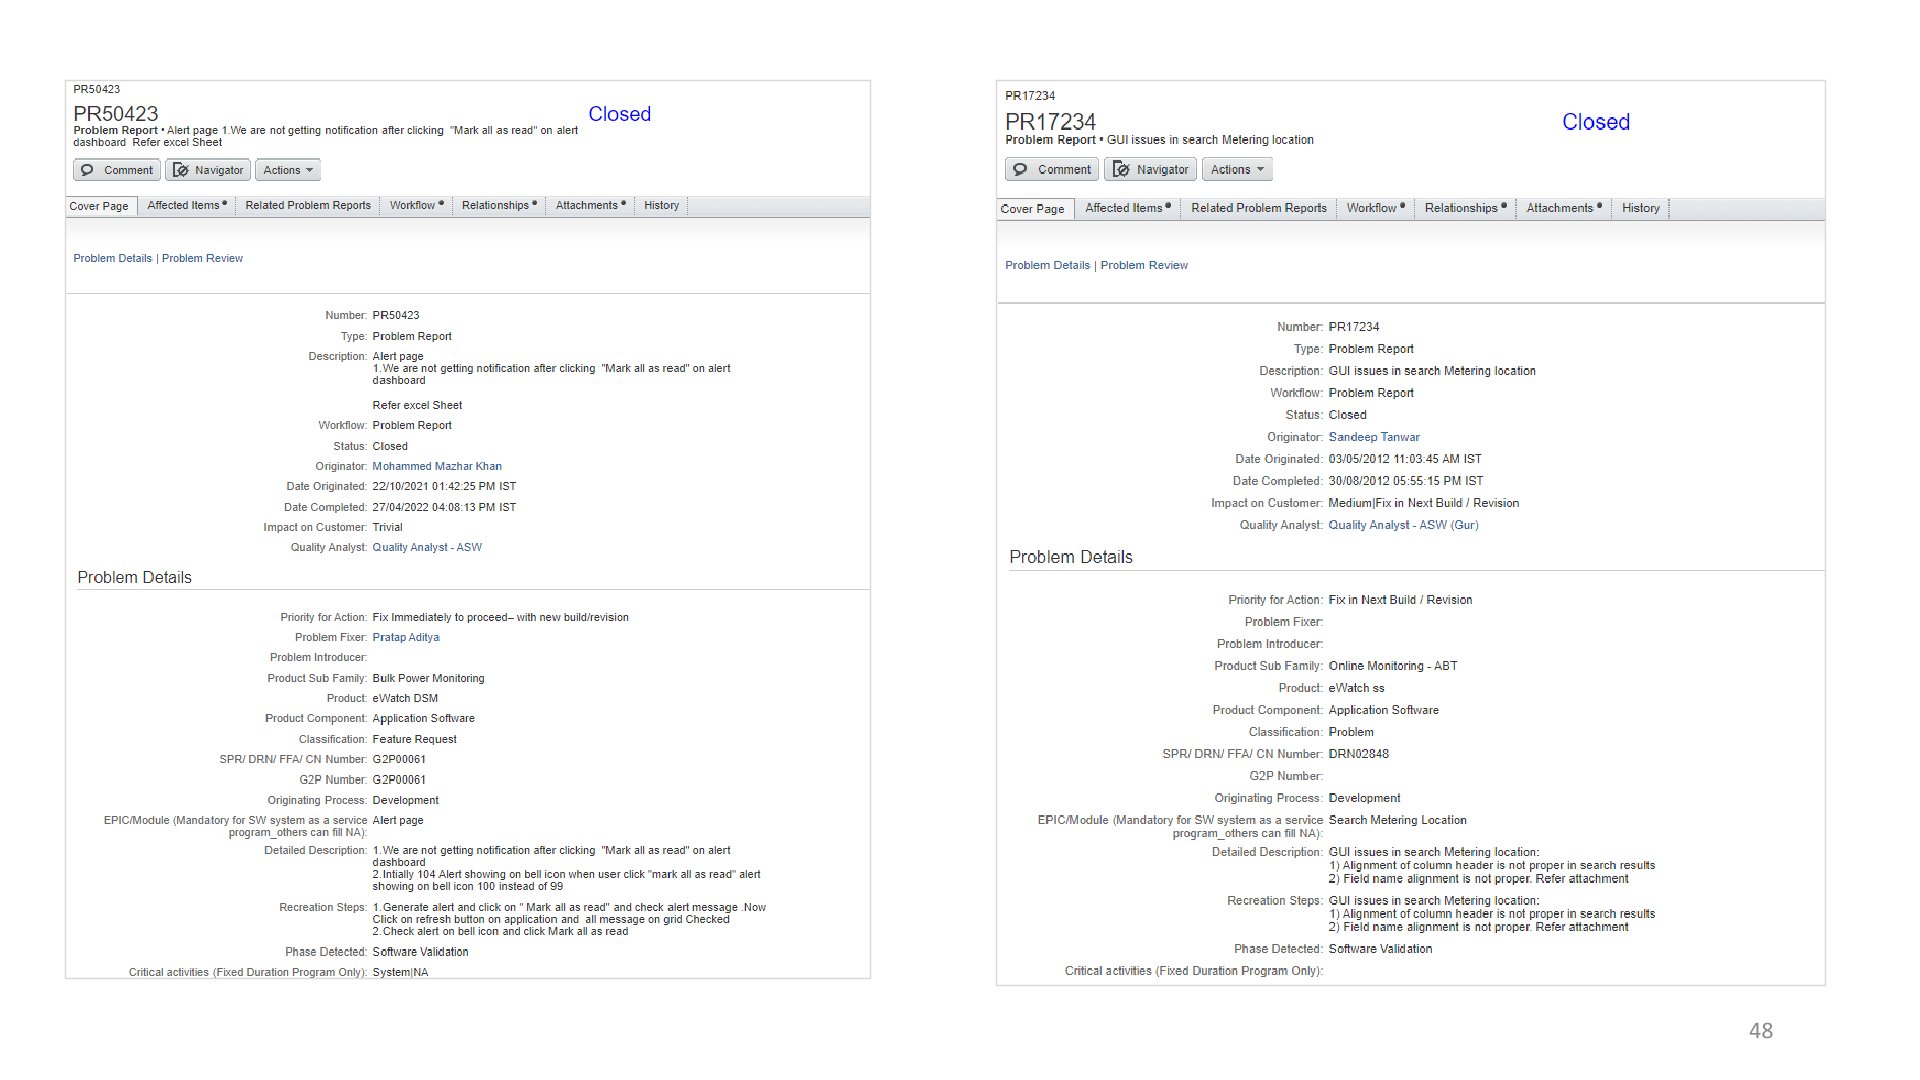 PR50423
PR50423
Closed
Problem Report • Alert page 1.We are not getting notification after clicking "Mark all as read" on alert
dashboard Refer excel Sheet
Comment Navigator Actions
Cover Page Affected Items Related Problem Reports Workflow Relationships Attachments History
Problem Details | Problem Review
Number: PR50423
Type: Problem Report
Description: Alert page
1.We are not getting notification after clicking "Mark all as read" on alert
dashboard
Refer excel Sheet
Workflow: Problem Report
Status: Closed
Originator: Mohammed Mazhar Khan
Date Originated: 22/10/2021 01:42:25 PM IST
Date Completed: 27/04/2022 04:08:13 PM IST
Impact on Customer: Trivial
Quality Analyst: Quality Analyst - ASW
Problem Details
Priority for Action: Fix Immediately to proceed– with new build/revision
Problem Fixer: Pratap Aditya
Problem Introducer:
Product Sub Family: Bulk Power Monitoring
Product: eWatch DSM
Product Component: Application Software
Classification: Feature Request
SPR/ DRN/ FFA/ CN Number: G2P00061
G2P Number: G2P00061
Originating Process: Development
EPIC/Module (Mandatory for SW system as a service Alert page
program_others can fill NA):
Detailed Description: 1.We are not getting notification after clicking "Mark all as read" on alert
dashboard
2.Intially 104 Alert showing on bell icon when user click "mark all as read" alert
showing on bell icon 100 instead of 99
Recreation Steps: 1.Generate alert and click on " Mark all as read" and check alert message .Now
Click on refresh button on application and all message on grid Checked
2.Check alert on bell icon and click Mark all as read
Phase Detected: Software Validation
Critical activities (Fixed Duration Program Only): System|NA
PR17234
PR17234
Closed
Problem Report • GUI issues in search Metering location
Comment Navigator Actions
Cover Page Affected Items Related Problem Reports Workflow Relationships Attachments History
Problem Details | Problem Review
Number: PR17234
Type: Problem Report
Description: GUI issues in search Metering location
Workflow: Problem Report
Status: Closed
Originator: Sandeep Tanwar
Date Originated: 03/05/2012 11:03:45 AM IST
Date Completed: 30/08/2012 05:55:15 PM IST
Impact on Customer: Medium|Fix in Next Build / Revision
Quality Analyst: Quality Analyst - ASW (Gur)
Problem Details
Priority for Action: Fix in Next Build / Revision
Problem Fixer:
Problem Introducer:
Product Sub Family: Online Monitoring - ABT
Product: eWatch ss
Product Component: Application Software
Classification: Problem
SPR/ DRN/ FFA/ CN Number: DRN02848
G2P Number:
Originating Process: Development
EPIC/Module (Mandatory for SW system as a service Search Metering Location
program_others can fill NA):
Detailed Description: GUI issues in search Metering location:
1) Alignment of column header is not proper in search results
2) Field name alignment is not proper. Refer attachment
Recreation Steps: GUI issues in search Metering location:
1) Alignment of column header is not proper in search results
2) Field name alignment is not proper. Refer attachment
Phase Detected: Software Validation
Critical activities (Fixed Duration Program Only):
48